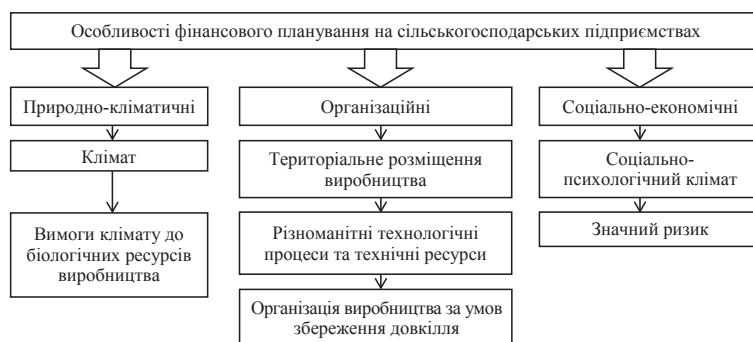 Особливості фінансового планування на сільськогосподарських підприємствах
Природно-кліматичні
Клімат
Вимоги клімату до
біологічних ресурсів
виробництва
Організаційні
Територіальне розміщення
виробництва
Різноманітні технологічні
процеси та технічні ресурси
Організація виробництва за умов
збереження довкілля
Соціально-економічні
Соціально-
психологічний клімат
Значний ризик